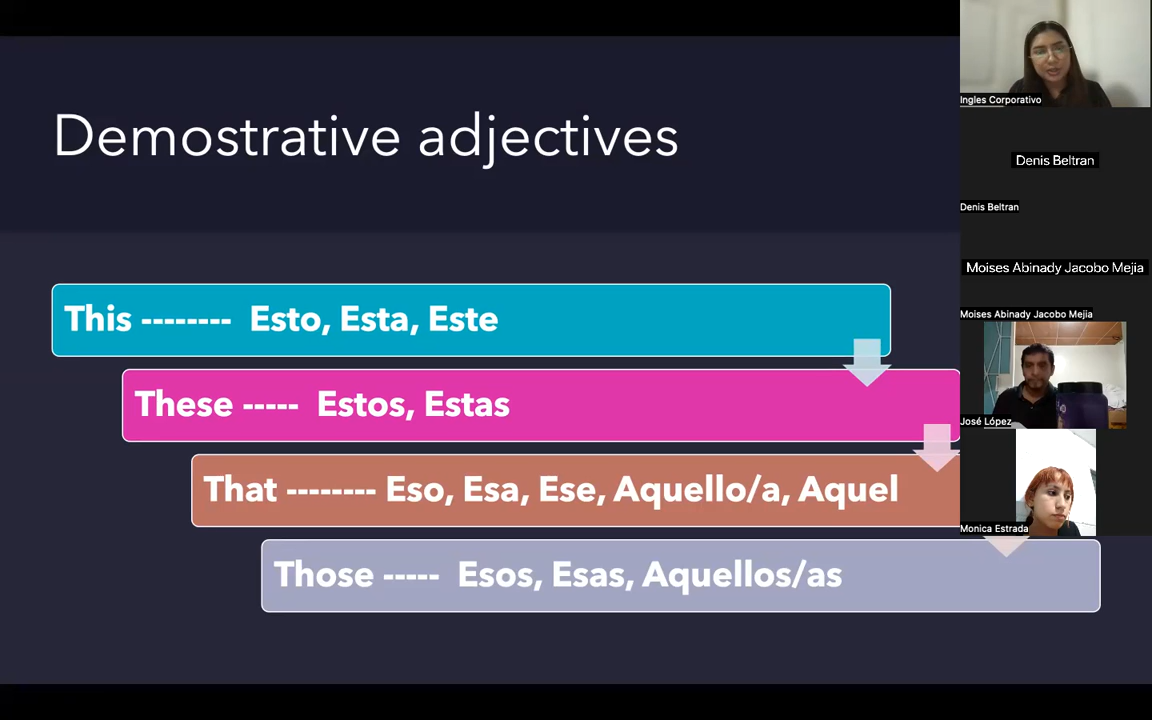 Demostrative adjectives
This -------- Esto, Esta, Este
These ----- Estos, Estas
That -------- Eso, Esa, Ese, Aquello/a, Aquel
Those ----- Esos, Esas, Aquellos/as
Ingles Corporativo
Denis Beltran
Denis Beltran
Moises Abinady Jacobo Mejia
Moises Abinady Jacobo Mejia
José López
Monica Estrada